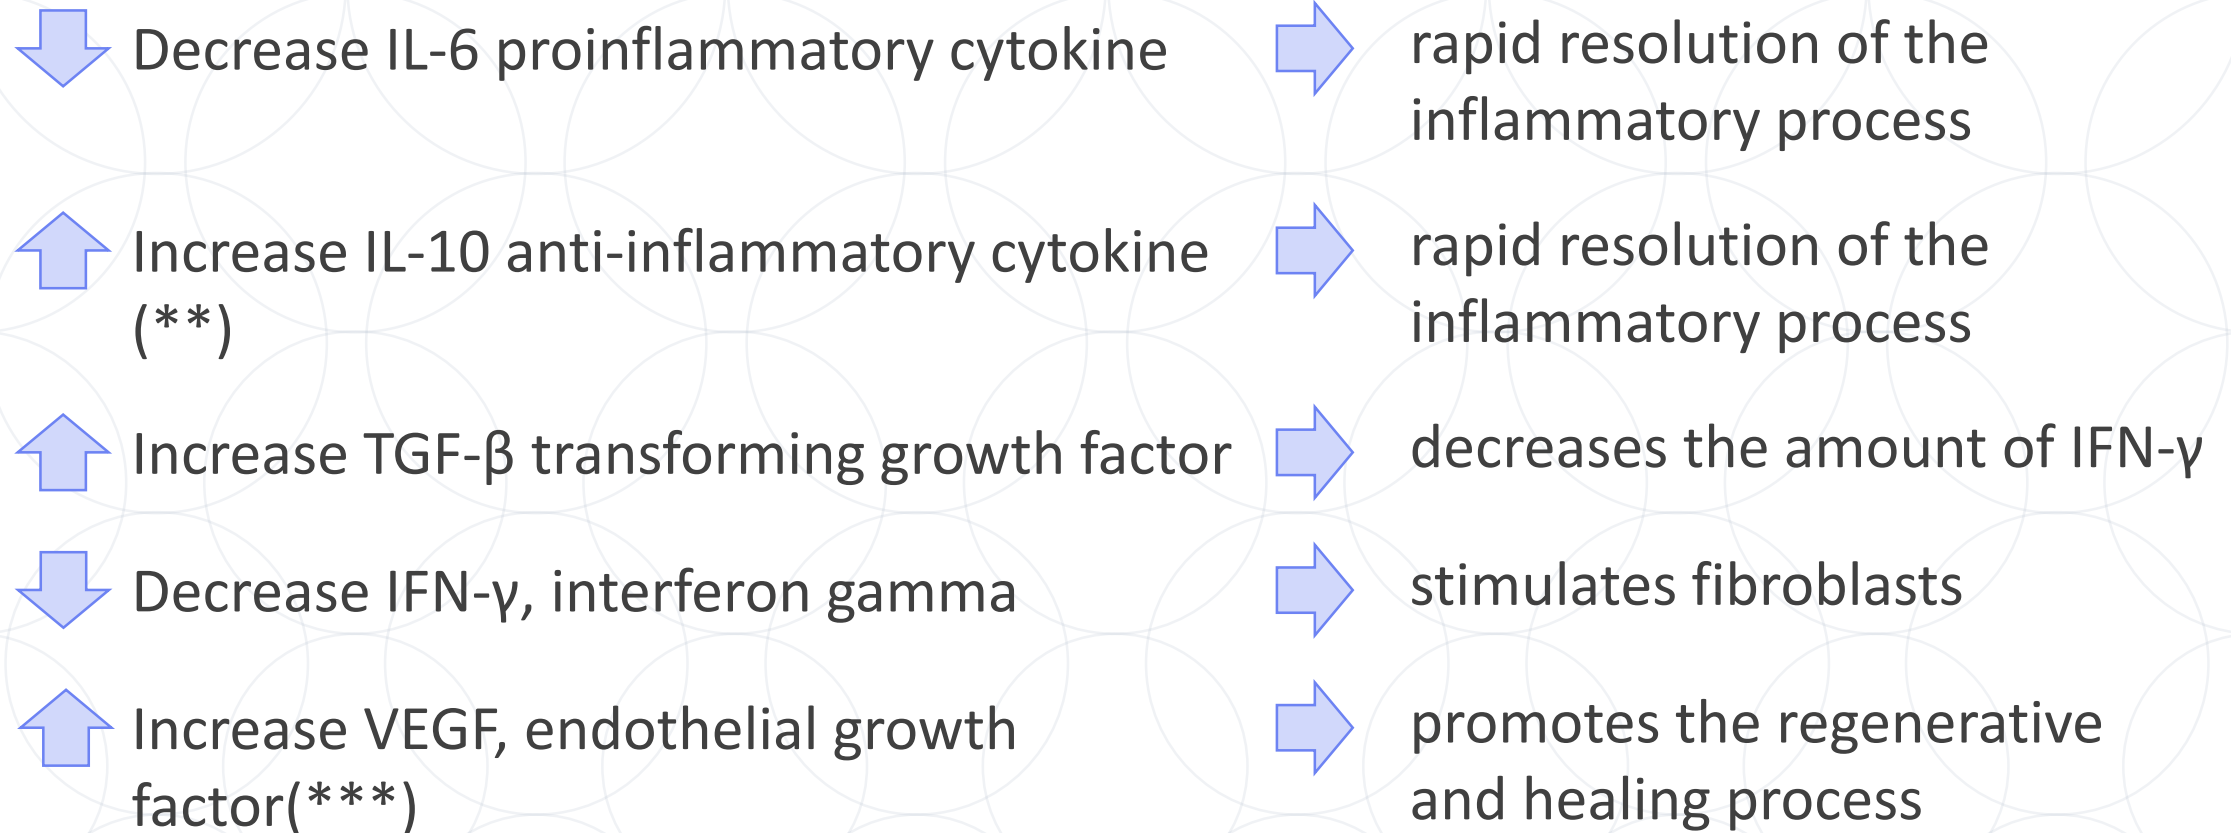 Decrease IL-6 proinflammatory cytokine
rapid resolution of the
inflammatory process
Increase IL-10 anti-inflammatory cytokine
(**)
rapid resolution of the
inflammatory process
Increase TGF-β transforming growth factor
decreases the amount of IFN-γ
Decrease IFN-γ, interferon gamma
stimulates fibroblasts
Increase VEGF, endothelial growth
factor(***)
promotes the regenerative
and healing process